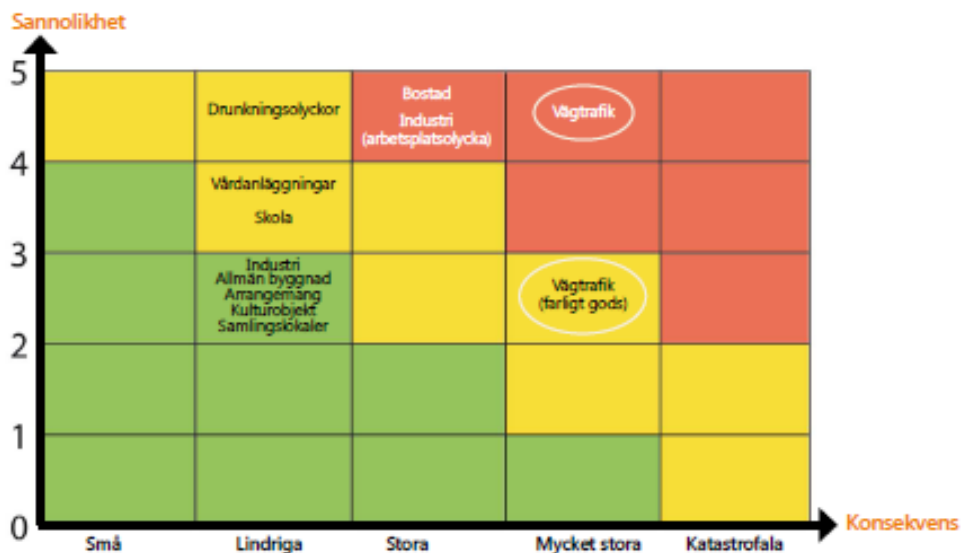 Sannolikhet
5
Drunkningsolyckor
Bostad
Industri
(arbetsplatsolycka)
Vägtrafik
4
Vårdanläggningar
Skola
3
Industri
Allmän byggnad
Arrangemang
Kulturobjekt
Samlingslokaler
Vägtrafik
(farligt gods)
2
1
0
Konsekvens
Små
Lindriga
Stora
Mycket stora
Katastrofala